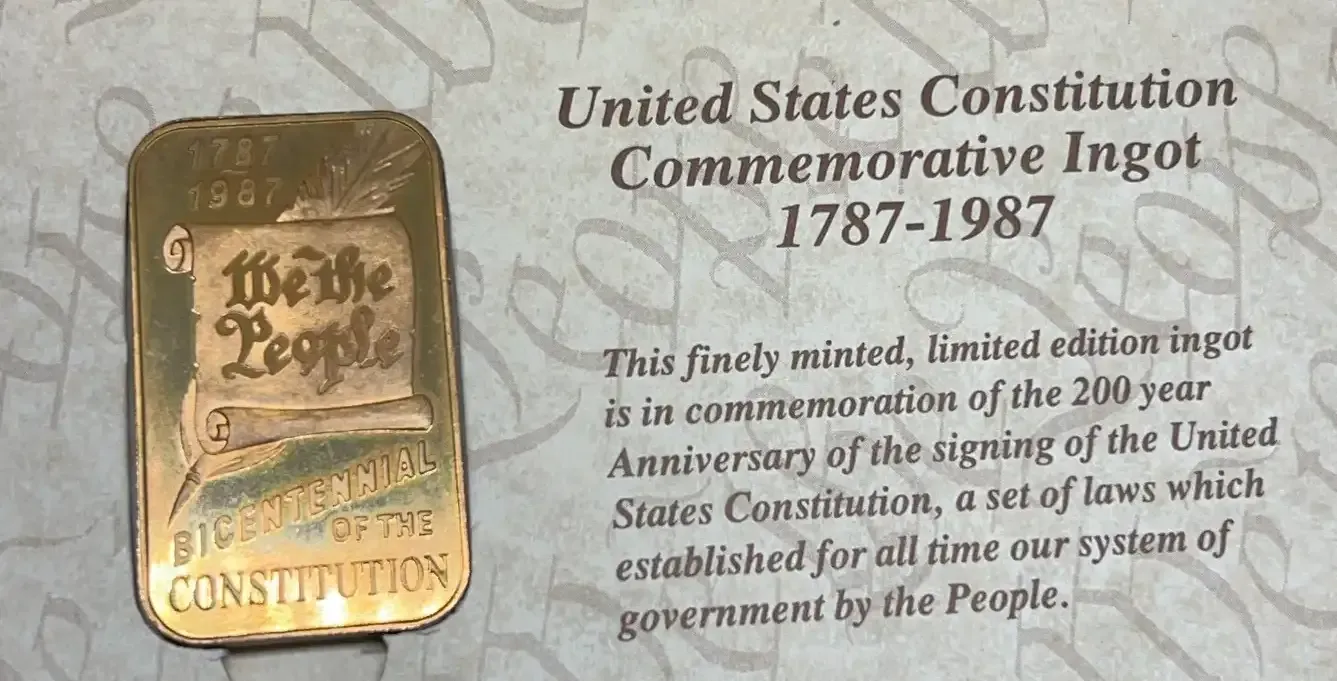 1787
1987
We the
People
BICENTENNIAL
OF THE
CONSTITUTION
United States Constitution
Commemorative Ingot
1787-1987
This finely minted, limited edition ingot
is in commemoration of the 200 year
Anniversary of the signing of the United
States Constitution, a set of laws which
established for all time our system of
government by the People.